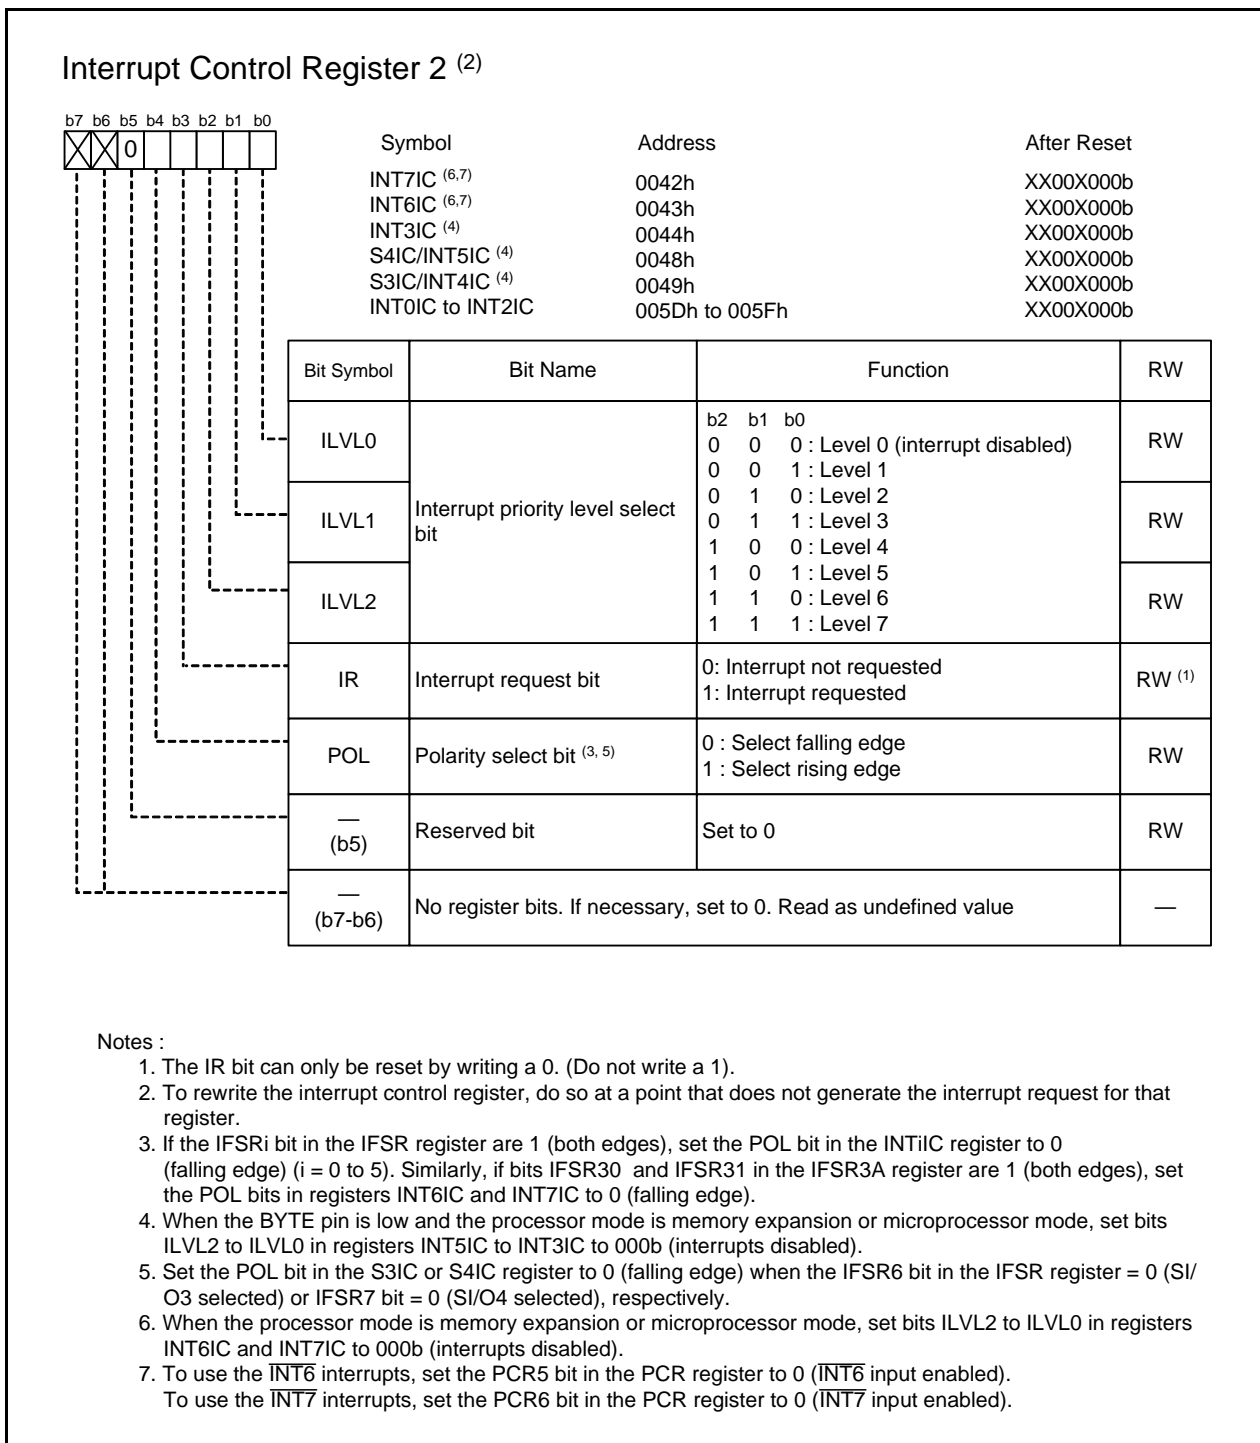 Interrupt Control Register 2 (2)
b7 b6 b5 b4 b3 b2 b1 b0
0
Symbol Address After Reset
INT7IC (6,7) 0042h XX00X000b
INT6IC (6,7) 0043h XX00X000b
INT3IC (4) 0044h XX00X000b
S4IC/INT5IC (4) 0048h XX00X000b
S3IC/INT4IC (4) 0049h XX00X000b
INT0IC to INT2IC 005Dh to 005Fh XX00X000b
Bit Symbol Bit Name Function RW
ILVL0 RW
ILVL1 RW
ILVL2 RW
Interrupt priority level select
bit
b2 b1 b0
0 0 0 : Level 0 (interrupt disabled)
0 0 1 : Level 1
0 1 0 : Level 2
0 1 1 : Level 3
1 0 0 : Level 4
1 0 1 : Level 5
1 1 0 : Level 6
1 1 1 : Level 7
IR Interrupt request bit 0: Interrupt not requested RW (1)
1: Interrupt requested
POL Polarity select bit (3, 5) 0 : Select falling edge RW
1 : Select rising edge
—
(b5) Reserved bit Set to 0 RW
—
(b7-b6) No register bits. If necessary, set to 0. Read as undefined value —
Notes :
1. The IR bit can only be reset by writing a 0. (Do not write a 1).
2. To rewrite the interrupt control register, do so at a point that does not generate the interrupt request for that
register.
3. If the IFSRi bit in the IFSR register are 1 (both edges), set the POL bit in the INTiIC register to 0
(falling edge) (i = 0 to 5). Similarly, if bits IFSR30 and IFSR31 in the IFSR3A register are 1 (both edges), set
the POL bits in registers INT6IC and INT7IC to 0 (falling edge).
4. When the BYTE pin is low and the processor mode is memory expansion or microprocessor mode, set bits
ILVL2 to ILVL0 in registers INT5IC to INT3IC to 000b (interrupts disabled).
5. Set the POL bit in the S3IC or S4IC register to 0 (falling edge) when the IFSR6 bit in the IFSR register = 0 (SI/
O3 selected) or IFSR7 bit = 0 (SI/O4 selected), respectively.
6. When the processor mode is memory expansion or microprocessor mode, set bits ILVL2 to ILVL0 in registers
INT6IC and INT7IC to 000b (interrupts disabled).
7. To use the INT6 interrupts, set the PCR5 bit in the PCR register to 0 (INT6 input enabled).
To use the INT7 interrupts, set the PCR6 bit in the PCR register to 0 (INT7 input enabled).